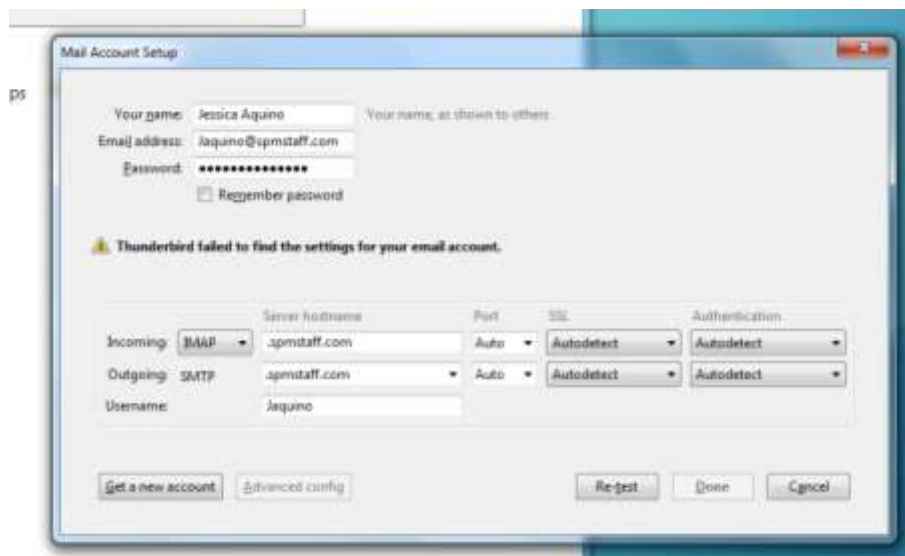 ps
Mail Account Setup
Your name: Jessica Aquino Your name, as shown to others
Email address: Jaquino@spmstaff.com
Password: ••••••••••••••
Remember password
Thunderbird failed to find the settings for your email account.
Server hostname Port SSL Authentication
Incoming: IMAP .spmstaff.com Auto Autodetect Autodetect
Outgoing: SMTP .spmstaff.com Auto Autodetect Autodetect
Username: Jaquino
Get a new account Advanced config Re-test Done Cancel